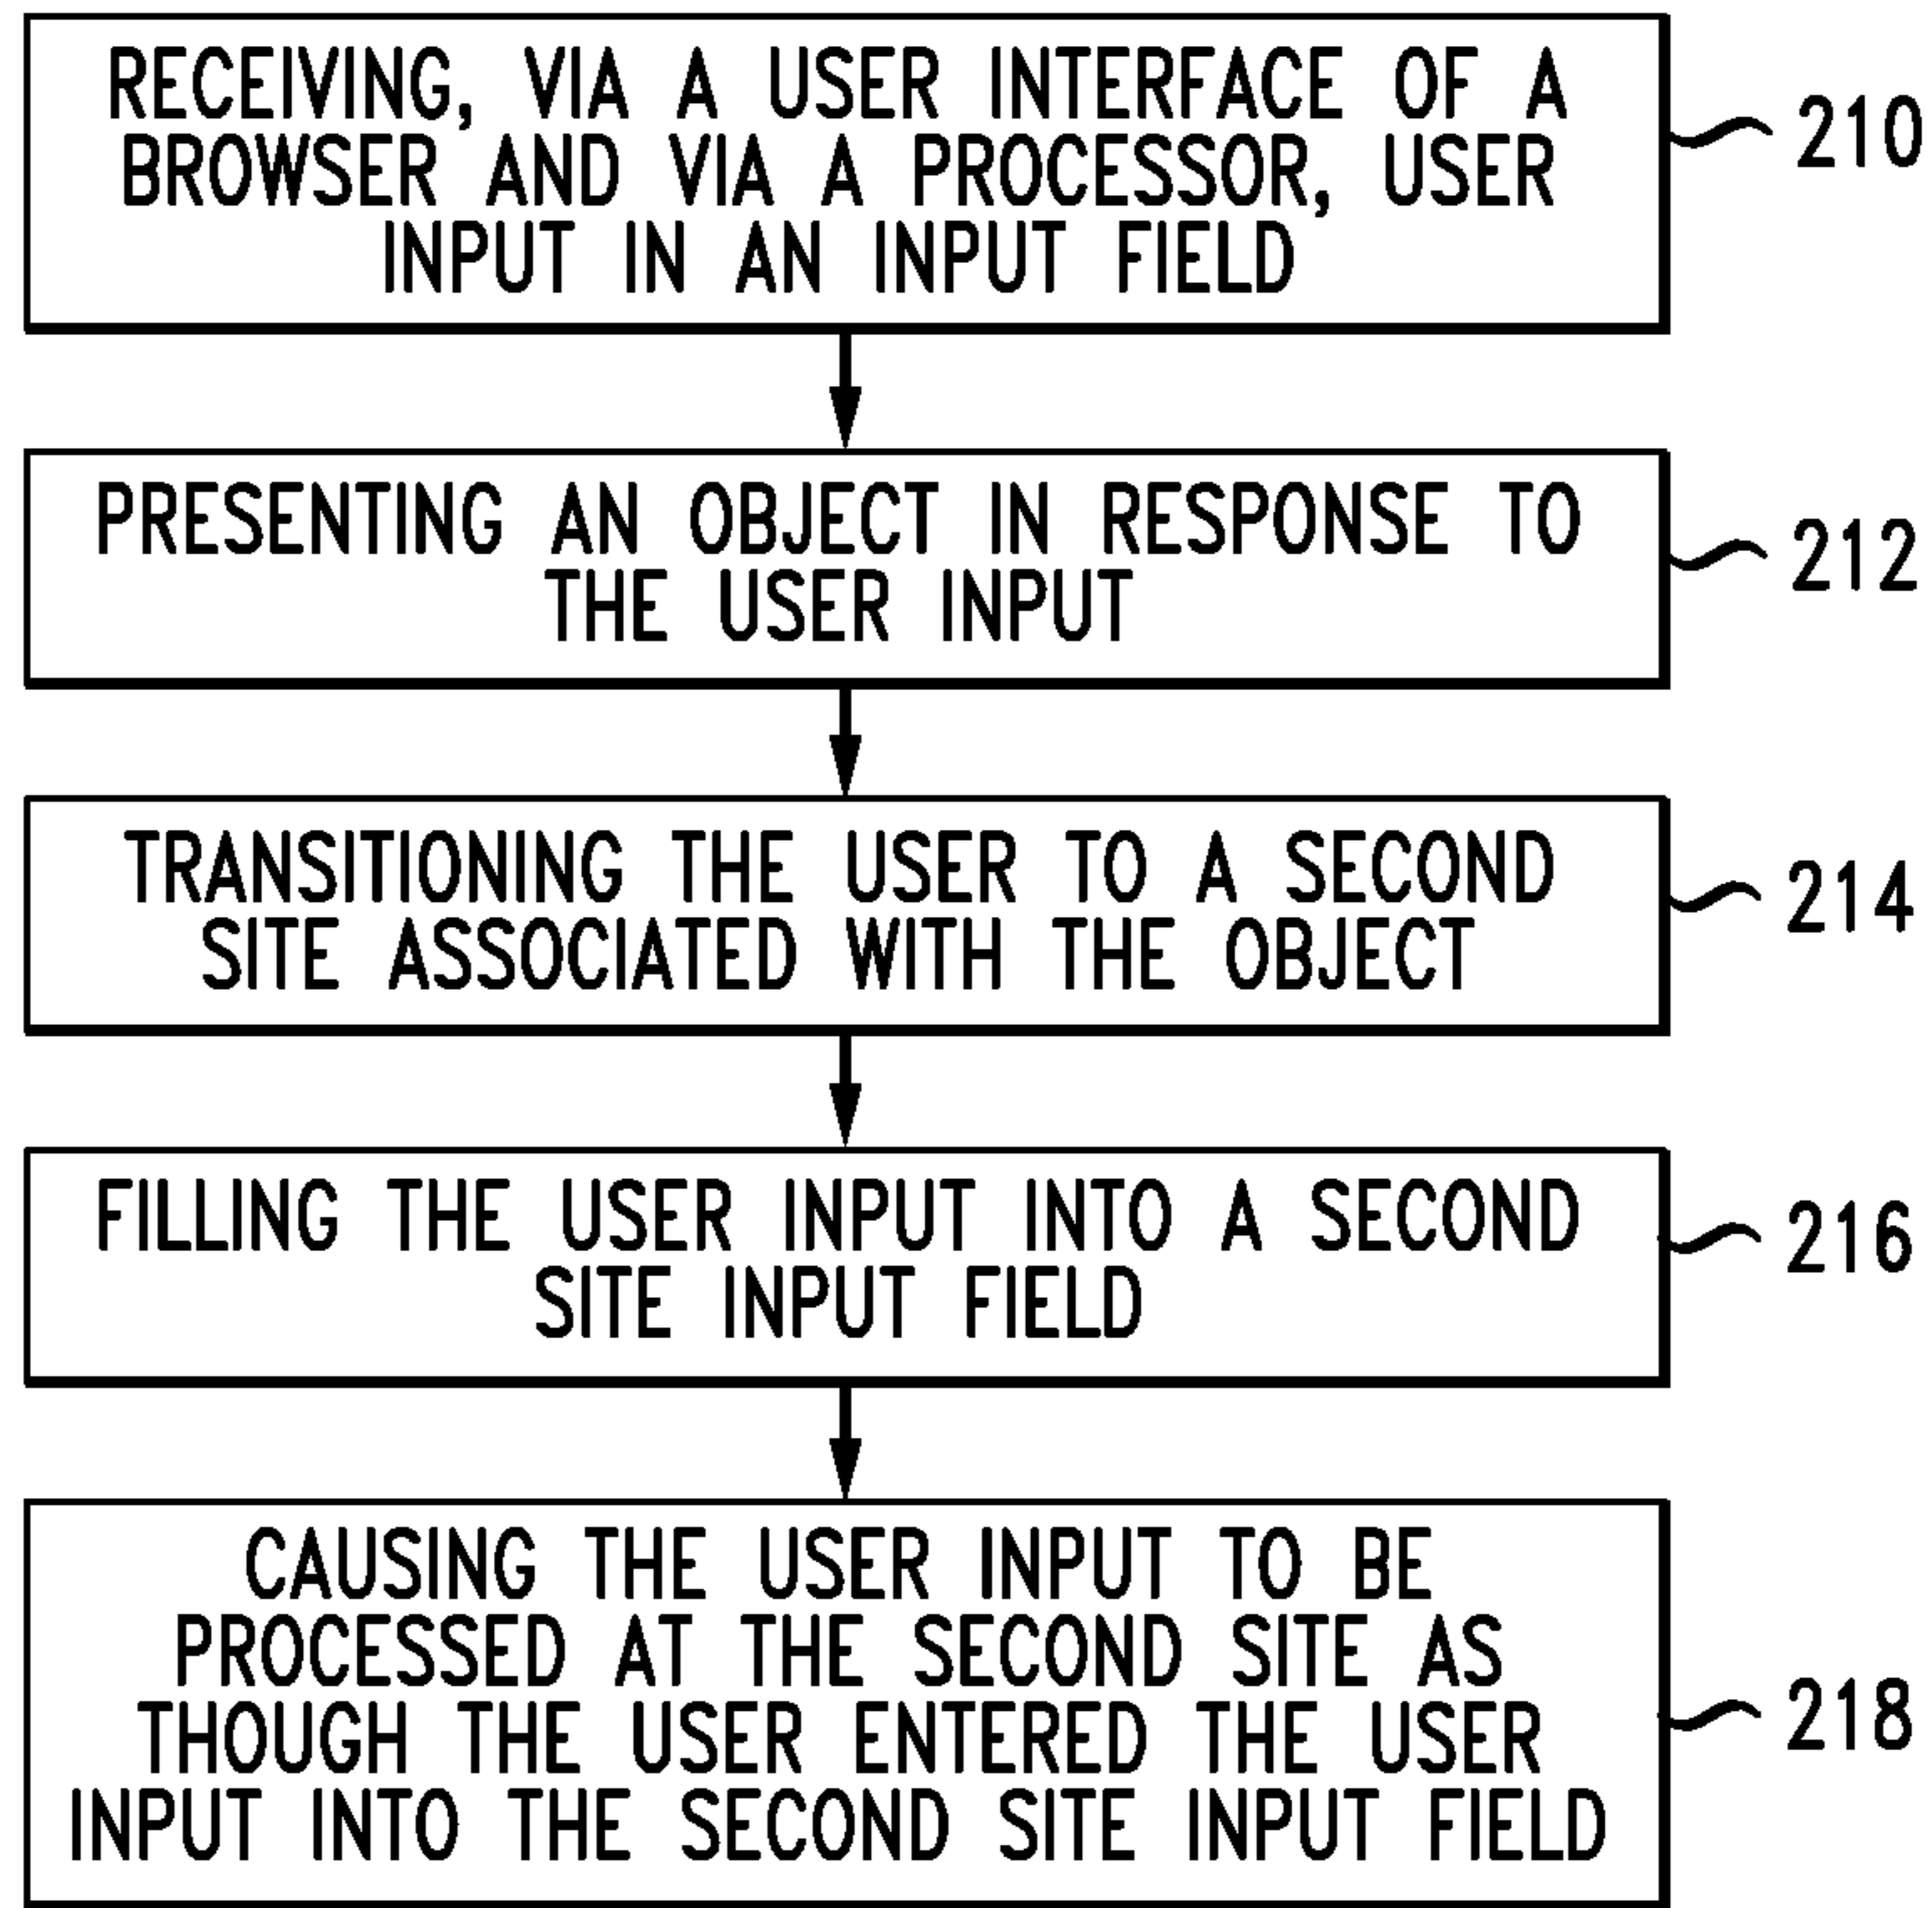 RECEIVING, VIA A USER INTERFACE OF A
BROWSER AND VIA A PROCESSOR, USER
INPUT IN AN INPUT FIELD
210
PRESENTING AN OBJECT IN RESPONSE TO
THE USER INPUT
212
TRANSITIONING THE USER TO A SECOND
SITE ASSOCIATED WITH THE OBJECT
214
FILLING THE USER INPUT INTO A SECOND
SITE INPUT FIELD
216
CAUSING THE USER INPUT TO BE
PROCESSED AT THE SECOND SITE AS
THOUGH THE USER ENTERED THE USER
INPUT INTO THE SECOND SITE INPUT FIELD
218